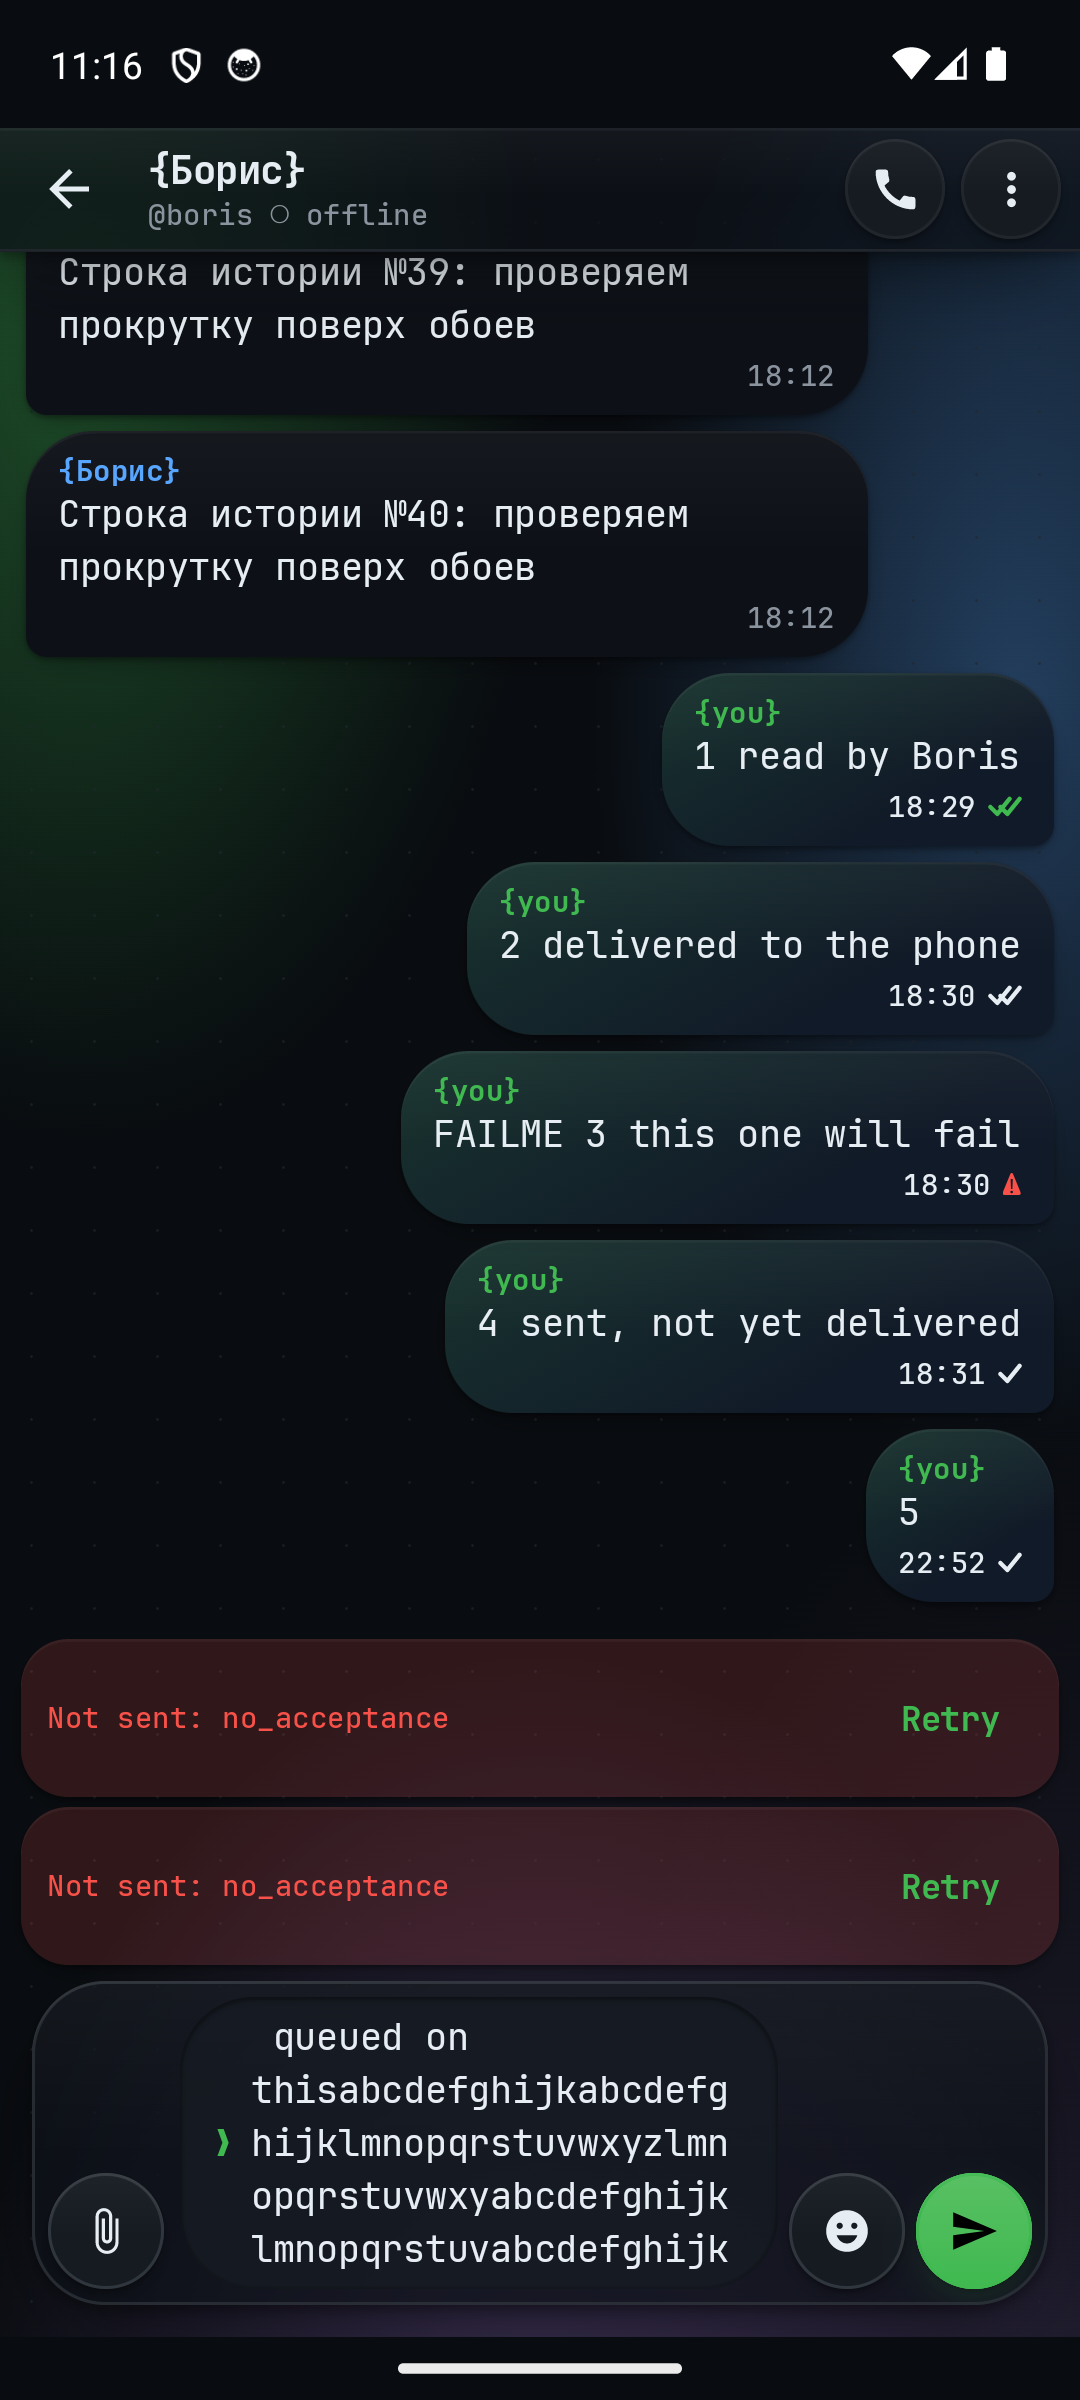 11:16
{Борис}
@boris ○ offline
Строка истории №39: проверяем
прокрутку поверх обоев
18:12
{Борис}
Строка истории №40: проверяем
прокрутку поверх обоев
18:12
{you}
1 read by Boris
18:29
{you}
2 delivered to the phone
18:30
{you}
FAILME 3 this one will fail
18:30
{you}
4 sent, not yet delivered
18:31
{you}
5
22:52
Not sent: no_acceptance
Retry
Not sent: no_acceptance
Retry
queued on
thisabcdefghijkabcdefg
❯ hijklmnopqrstuvwxyzlmn
opqrstuvwxyabcdefghijk
lmnopqrstuvabcdefghijk